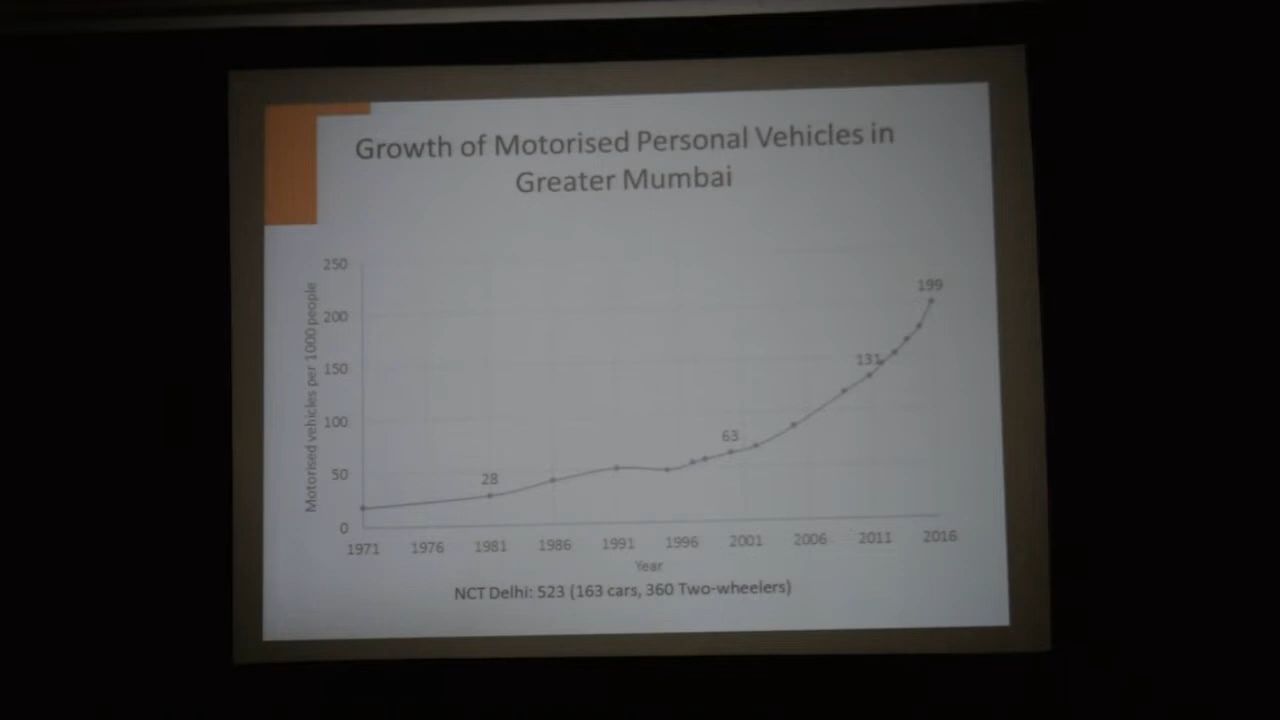 Growth of Motorised Personal Vehicles in
Greater Mumbai
Motorised vehicles per 1000 people
250
200
150
100
50
0
28
63
131
199
1971 1976 1981 1986 1991 1996 2001 2006 2011 2016
Year
NCT Delhi: 523 (163 cars, 360 Two-wheelers)